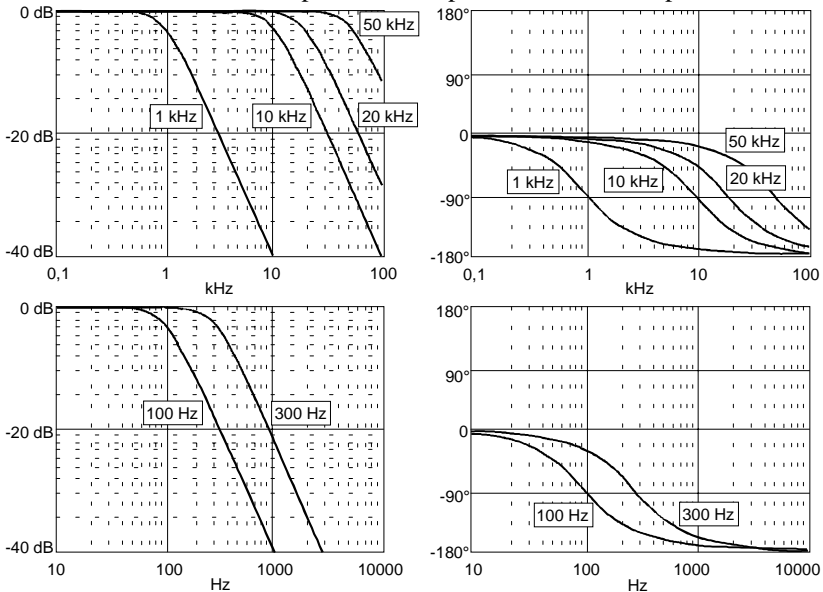 0 dB
-20 dB
-40 dB
50 kHz
1 kHz
10 kHz
20 kHz
0,1
1
10
100
kHz
180°
90°
0
-90°
-180°
50 kHz
20 kHz
1 kHz
10 kHz
0,1
1
10
100
kHz
0 dB
-20 dB
-40 dB
100 Hz
300 Hz
10
100
1000
10000
Hz
180°
90°
0
-90°
-180°
100 Hz
300 Hz
10
100
1000
10000
Hz